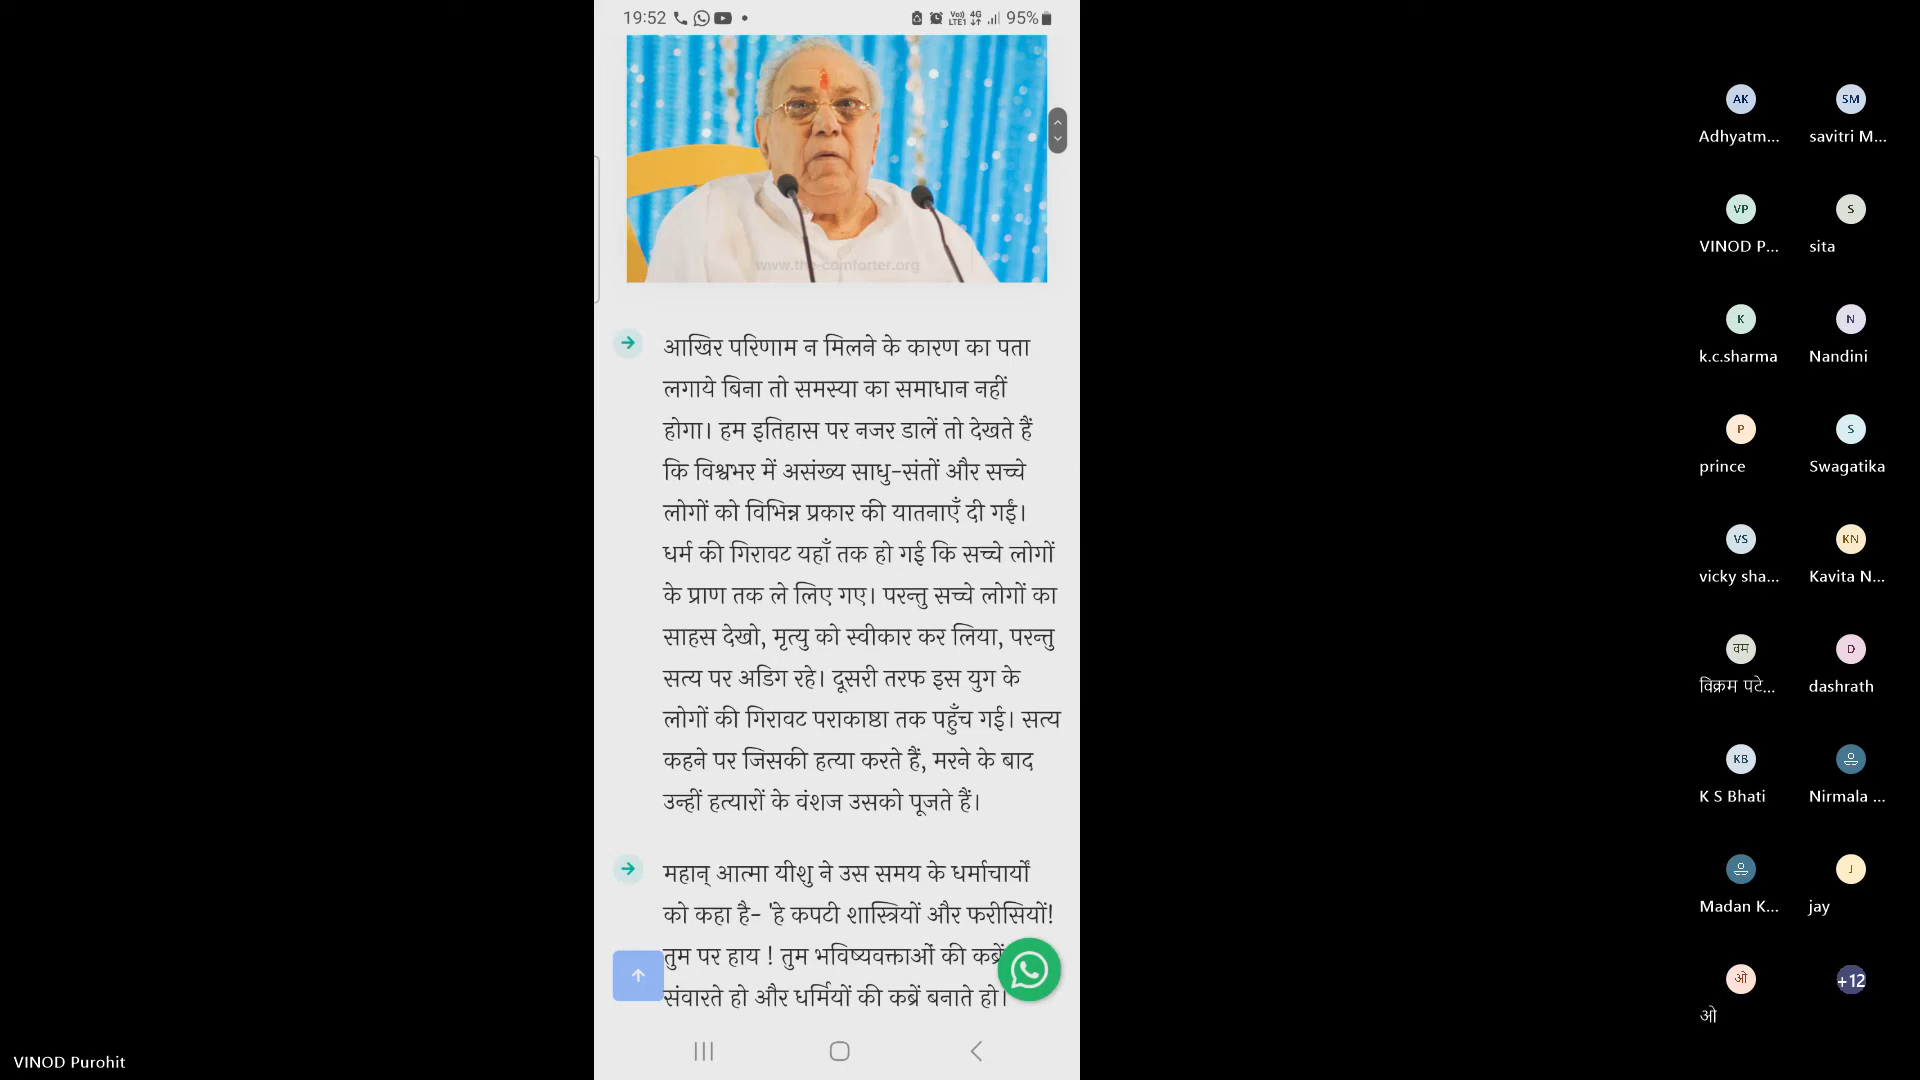 19:52
Vo)) LTE1 4G 95%
www.the-comforter.org
आखिर परिणाम न मिलने के कारण का पता
लगाये बिना तो समस्या का समाधान नहीं
होगा। हम इतिहास पर नजर डालें तो देखते हैं
कि विश्वभर में असंख्य साधु-संतों और सच्चे
लोगों को विभिन्न प्रकार की यातनाएँ दी गईं।
धर्म की गिरावट यहाँ तक हो गई कि सच्चे लोगों
के प्राण तक ले लिए गए। परन्तु सच्चे लोगों का
साहस देखो, मृत्यु को स्वीकार कर लिया, परन्तु
सत्य पर अडिग रहे। दूसरी तरफ इस युग के
लोगों की गिरावट पराकाष्ठा तक पहुँच गई। सत्य
कहने पर जिसकी हत्या करते हैं, मरने के बाद
उन्हीं हत्यारों के वंशज उसको पूजते हैं।
महान् आत्मा यीशु ने उस समय के धर्माचार्यों
को कहा है- 'हे कपटी शास्त्रियों और फरीसियों!
तुम पर हाय ! तुम भविष्यवक्ताओं की कब्रें
संवारते हो और धर्मियों की कब्रें बनाते हो।
AK SM
Adhyatm... savitri M...
VP S
VINOD P... sita
K N
k.c.sharma Nandini
P S
prince Swagatika
VS KN
vicky sha... Kavita N...
वम D
विक्रम पटे... dashrath
KB
K S Bhati Nirmala ...
J
Madan K... jay
ओ +12
ओ
VINOD Purohit